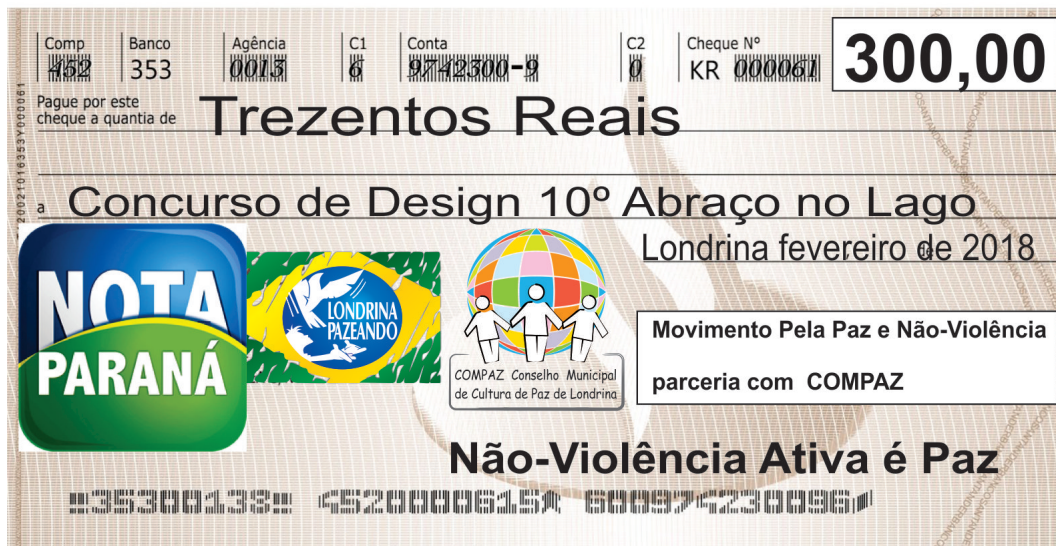 Comp Banco Agência C1 Conta C2 Cheque Nº
452 353 0013 6 9742300-9 0 KR 000061 300,00
Pague por este
cheque a quantia de Trezentos Reais
a Concurso de Design 10º Abraço no Lago
Londrina fevereiro de 2018
NOTA
PARANÁ
LONDRINA
PAZEANDO
COMPAZ Conselho Municipal
de Cultura de Paz de Londrina
Movimento Pela Paz e Não-Violência
parceria com COMPAZ
Não-Violência Ativa é Paz